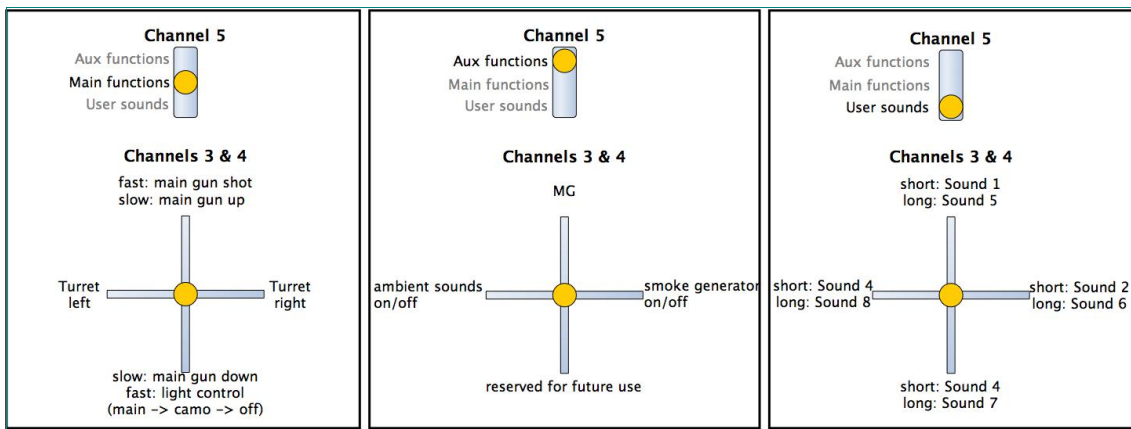 Channel 5
Aux functions
Main functions
User sounds
Channels 3 & 4
fast: main gun shot
slow: main gun up
Turret
left
Turret
right
slow: main gun down
fast: light control
(main -> camo -> off)
Channel 5
Aux functions
Main functions
User sounds
Channels 3 & 4
MG
ambient sounds
on/off
smoke generator
on/off
reserved for future use
Channel 5
Aux functions
Main functions
User sounds
Channels 3 & 4
short: Sound 1
long: Sound 5
short: Sound 4
long: Sound 8
short: Sound 2
long: Sound 6
short: Sound 4
long: Sound 7